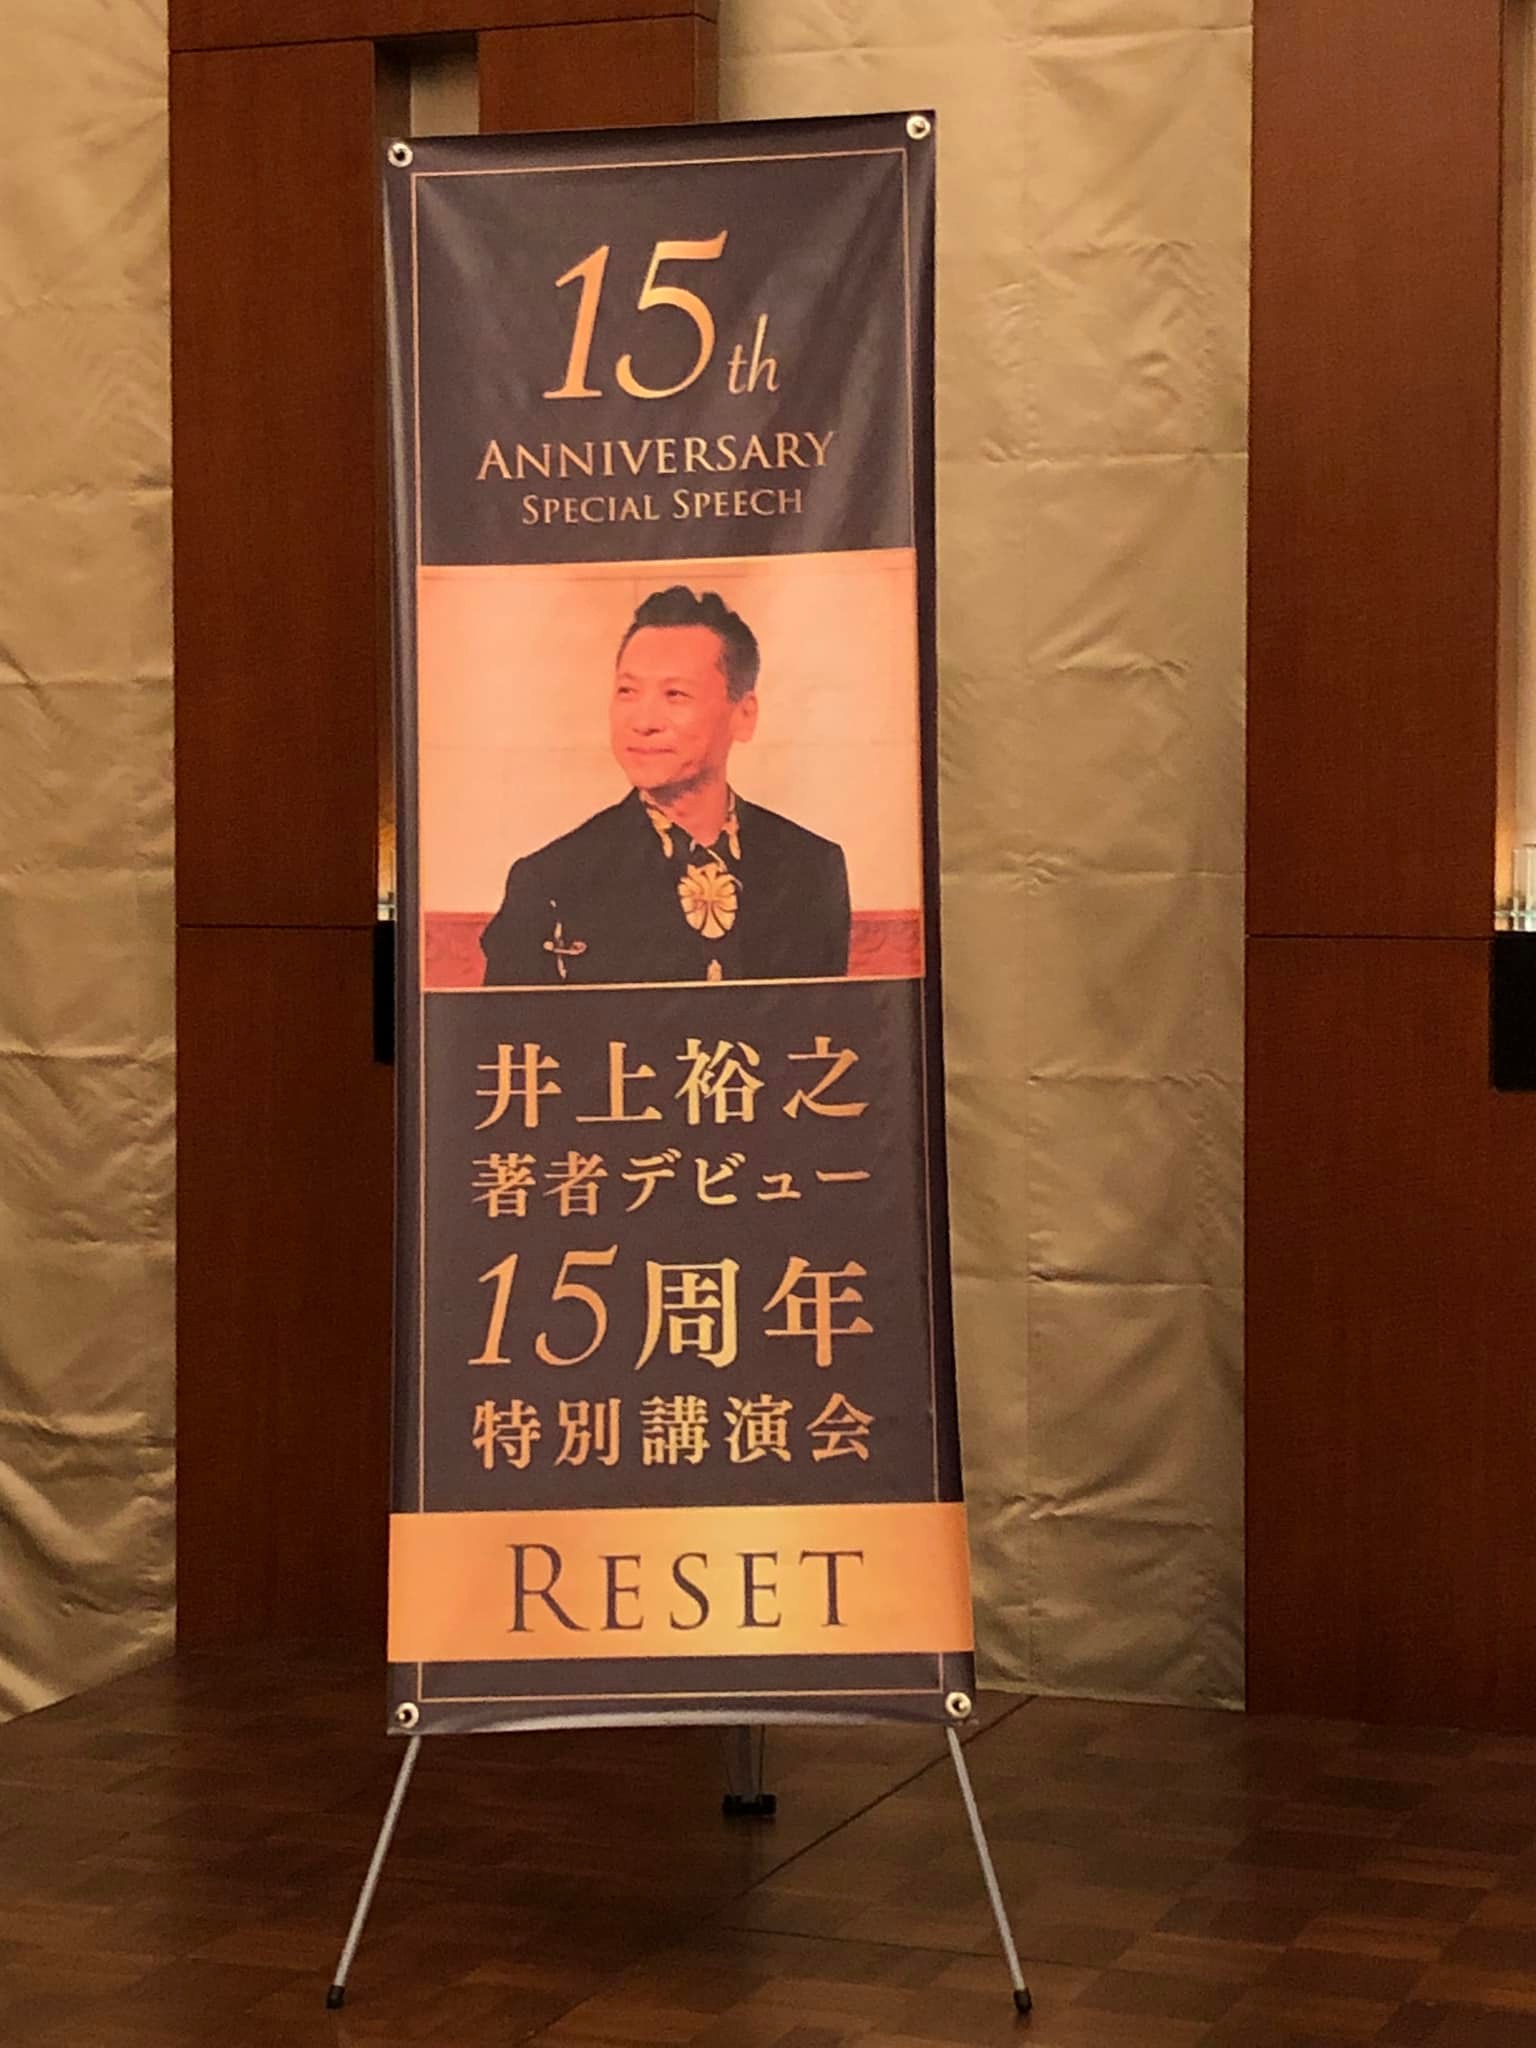 15th
ANNIVERSARY
SPECIAL SPEECH
井上裕之
著者デビュー
15周年
特別講演会
RESET